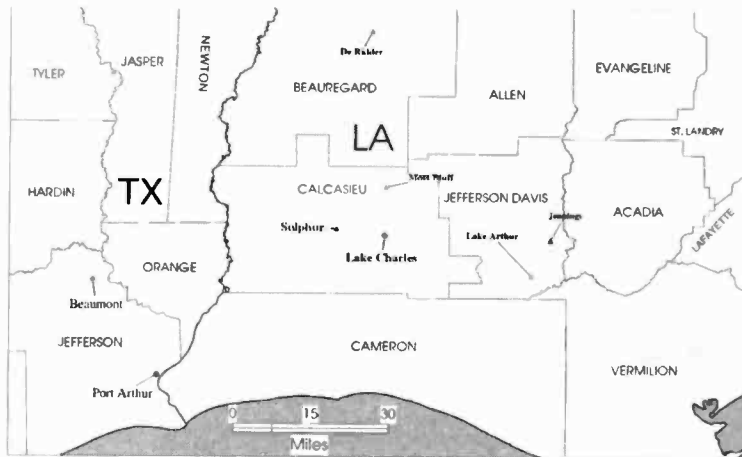 De Ridder
TYLER
JASPER
NEWTON
BEAUREGARD
ALLEN
EVANGELINE
LA
ST. LANDRY
HARDIN
TX
CALCASIEU
Moss Bluff
JEFFERSON DAVIS
ACADIA
Jennings
Sulphur
Lake Arthur
LAFAYETTE
Lake Charles
ORANGE
Beaumont
JEFFERSON
CAMERON
VERMILION
Port Arthur
0 15 30
Miles